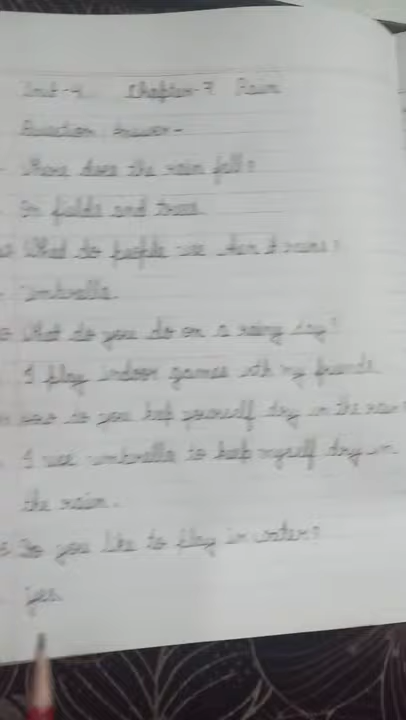 Unit-4 Chapter-7 Rain
Question Answer-
Where does the rain fall?
On fields and trees.
What do people use when it rains?
Umbrella.
What do you do on a rainy day?
I play indoor games with my friends.
How do you keep yourself dry in the rain?
I use umbrella to keep myself dry in
the rain.
Do you like to play in water?
yes.